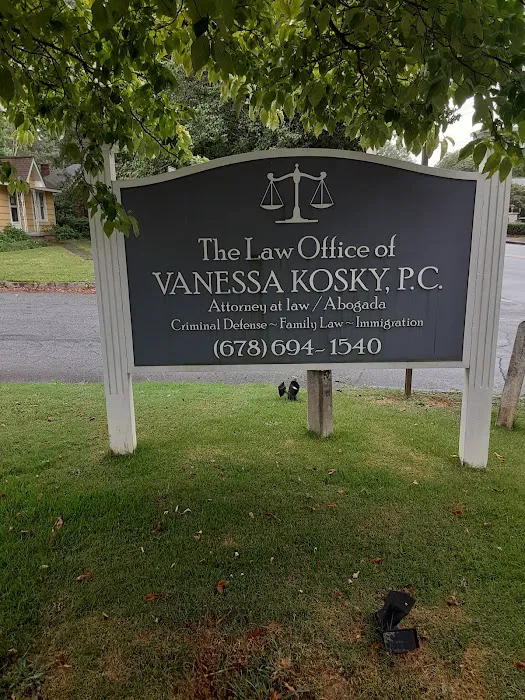 The Law Office of
VANESSA KOSKY, P.C.
Attorney at law / Abogada
Criminal Defense ~ Family Law ~ Immigration
(678) 694-1540